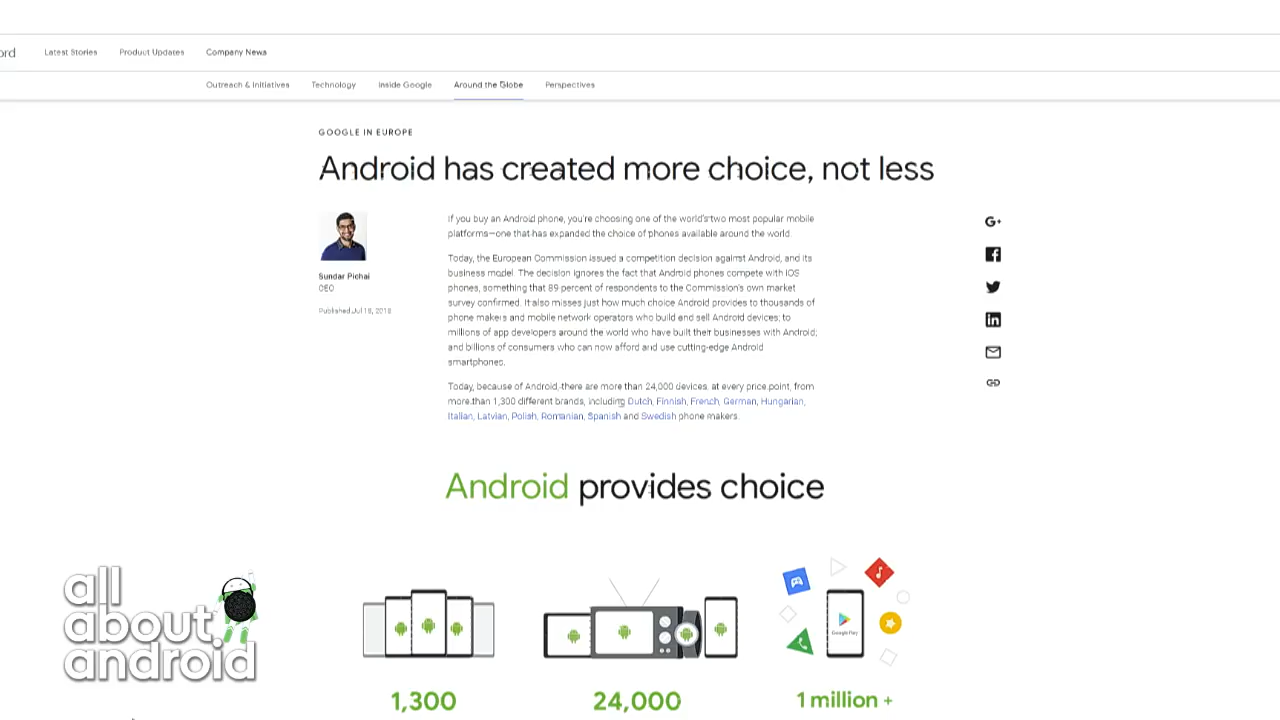 ord Latest Stories Product Updates Company News
Outreach & Initiatives Technology Inside Google Around the Globe Perspectives
GOOGLE IN EUROPE
Android has created more choice, not less
Sundar Pichai
CEO
Published Jul 18, 2018
If you buy an Android phone, you're choosing one of the world's two most popular mobile
platforms—one that has expanded the choice of phones available around the world.
Today, the European Commission issued a competition decision against Android, and its
business model. The decision ignores the fact that Android phones compete with iOS
phones, something that 89 percent of respondents to the Commission's own market
survey confirmed. It also misses just how much choice Android provides to thousands of
phone makers and mobile network operators who build and sell Android devices; to
millions of app developers around the world who have built their businesses with Android;
and billions of consumers who can now afford and use cutting-edge Android
smartphones.
Today, because of Android, there are more than 24,000 devices, at every price point, from
more than 1,300 different brands, including Dutch, Finnish, French, German, Hungarian,
Italian, Latvian, Polish, Romanian, Spanish and Swedish phone makers.
G+
Android provides choice
Google Play
1,300 24,000 1 million +
all
about
android